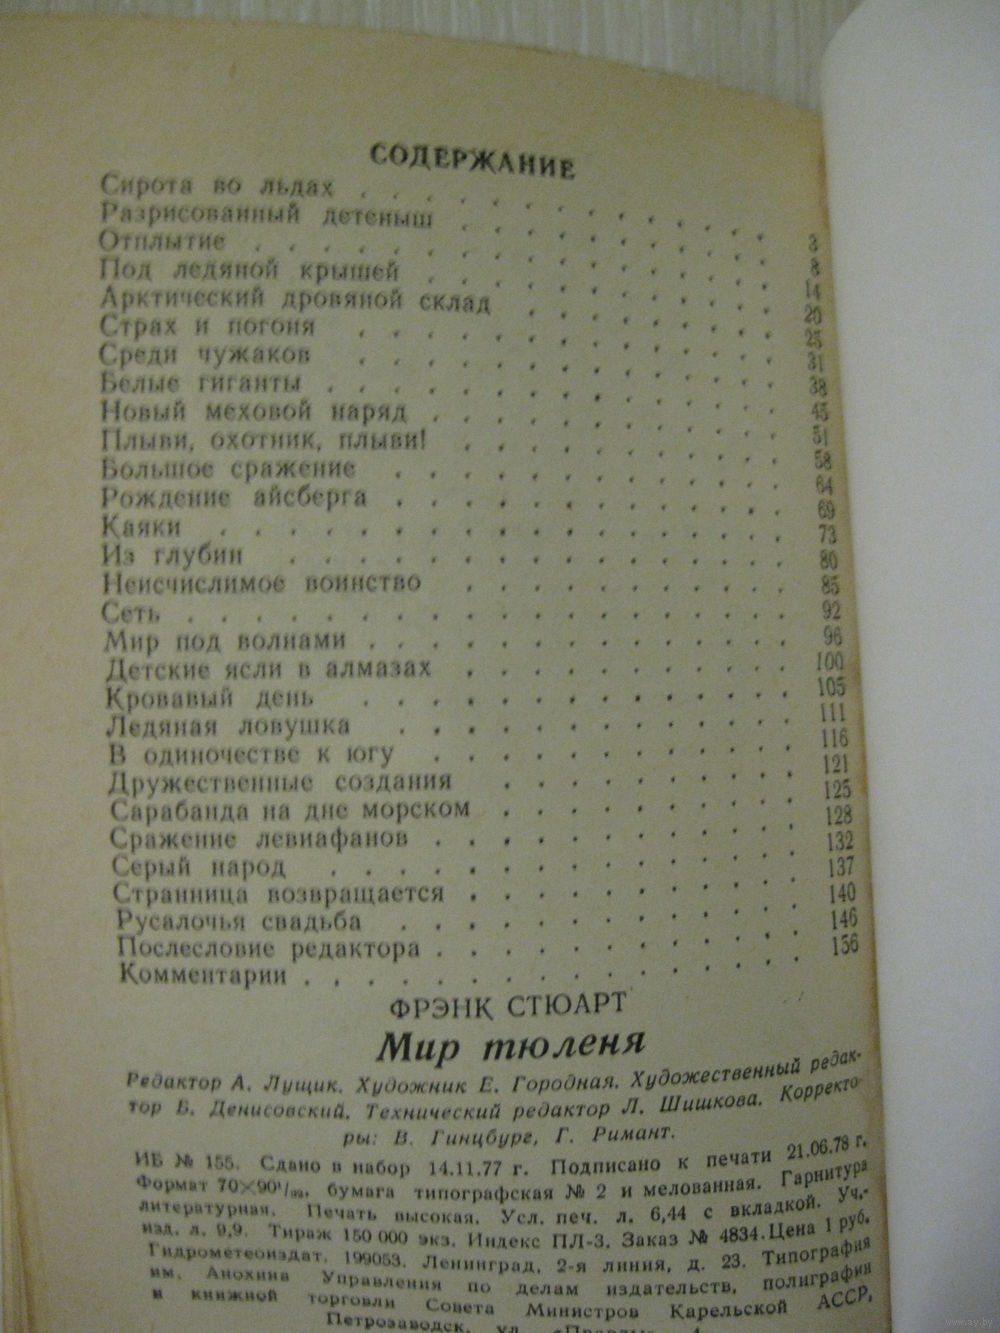 СОДЕРЖАНИЕ
Сирота во льдах . . . . . . . . . . . . 3
Разрисованный детеныш . . . . . . . . . . 8
Отплытие . . . . . . . . . . . . . . . 14
Под ледяной крышей . . . . . . . . . . . 20
Арктический дровяной склад . . . . . . . . 25
Страх и погоня . . . . . . . . . . . . 31
Среди чужаков . . . . . . . . . . . . 38
Белые гиганты . . . . . . . . . . . . . 45
Новый меховой наряд . . . . . . . . . . 51
Плыви, охотник, плыви! . . . . . . . . . 58
Большое сражение . . . . . . . . . . . 64
Рождение айсберга . . . . . . . . . . . 69
Каяки . . . . . . . . . . . . . . . . 73
Из глубин . . . . . . . . . . . . . . 80
Неисчислимое воинство . . . . . . . . . 85
Сеть . . . . . . . . . . . . . . . . . 92
Мир под волнами . . . . . . . . . . . . 96
Детские ясли в алмазах . . . . . . . . . 100
Кровавый день . . . . . . . . . . . . 105
Ледяная ловушка . . . . . . . . . . . 111
В одиночестве к югу . . . . . . . . . . 116
Дружественные создания . . . . . . . . 121
Сарабанда на дне морском . . . . . . . . 125
Сражение левиафанов . . . . . . . . . . 128
Серый народ . . . . . . . . . . . . . 132
Странница возвращается . . . . . . . . . 137
Русалочья свадьба . . . . . . . . . . . 140
Послесловие редактора . . . . . . . . . . 146
Комментарии . . . . . . . . . . . . . . 156
ФРЭНК СТЮАРТ
Мир тюленя
Редактор А. Лущик. Художник Е. Городная. Художественный редак-
тор Б. Денисовский. Технический редактор Л. Шишкова. Корректо-
ры: В. Гинцбург, Г. Римант.
ИБ № 155. Сдано в набор 14.11.77 г. Подписано к печати 21.06.78 г.
Формат 70×90¹/₃₂, бумага типографская № 2 и мелованная. Гарнитура
литературная. Печать высокая. Усл. печ. л. 6,44 с вкладкой. Уч.-
изд. л. 9,9. Тираж 150 000 экз. Индекс ПЛ-3. Заказ № 4834. Цена 1 руб.
Гидрометеоиздат. 199053. Ленинград, 2-я линия, д. 23. Типография
им. Анохина Управления по делам издательств, полиграфии
и книжной торговли Совета Министров Карельской АССР,
Петрозаводск, ул. «Правды»
www.ay.by